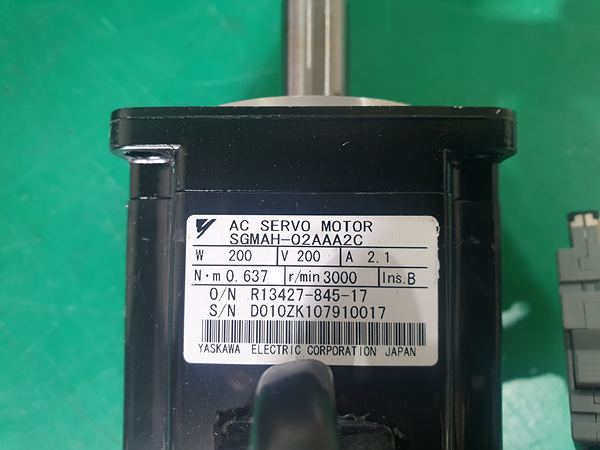 AC SERVO MOTOR
SGMAH-02AAA2C
W 200 V 200 A 2.1
N·m 0.637 r/min 3000 Ins.B
O/N R13427-845-17
S/N D010ZK107910017
YASKAWA ELECTRIC CORPORATION JAPAN